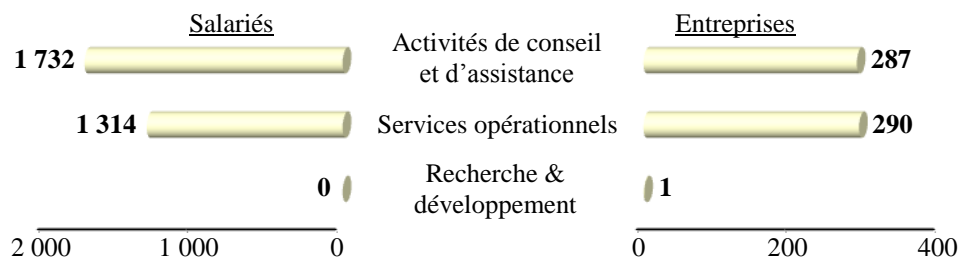 Salariés
Entreprises
1 732
Activités de conseil
et d’assistance
287
1 314
Services opérationnels
290
0
Recherche &
développement
1
2 000 1 000 0
0 200 400